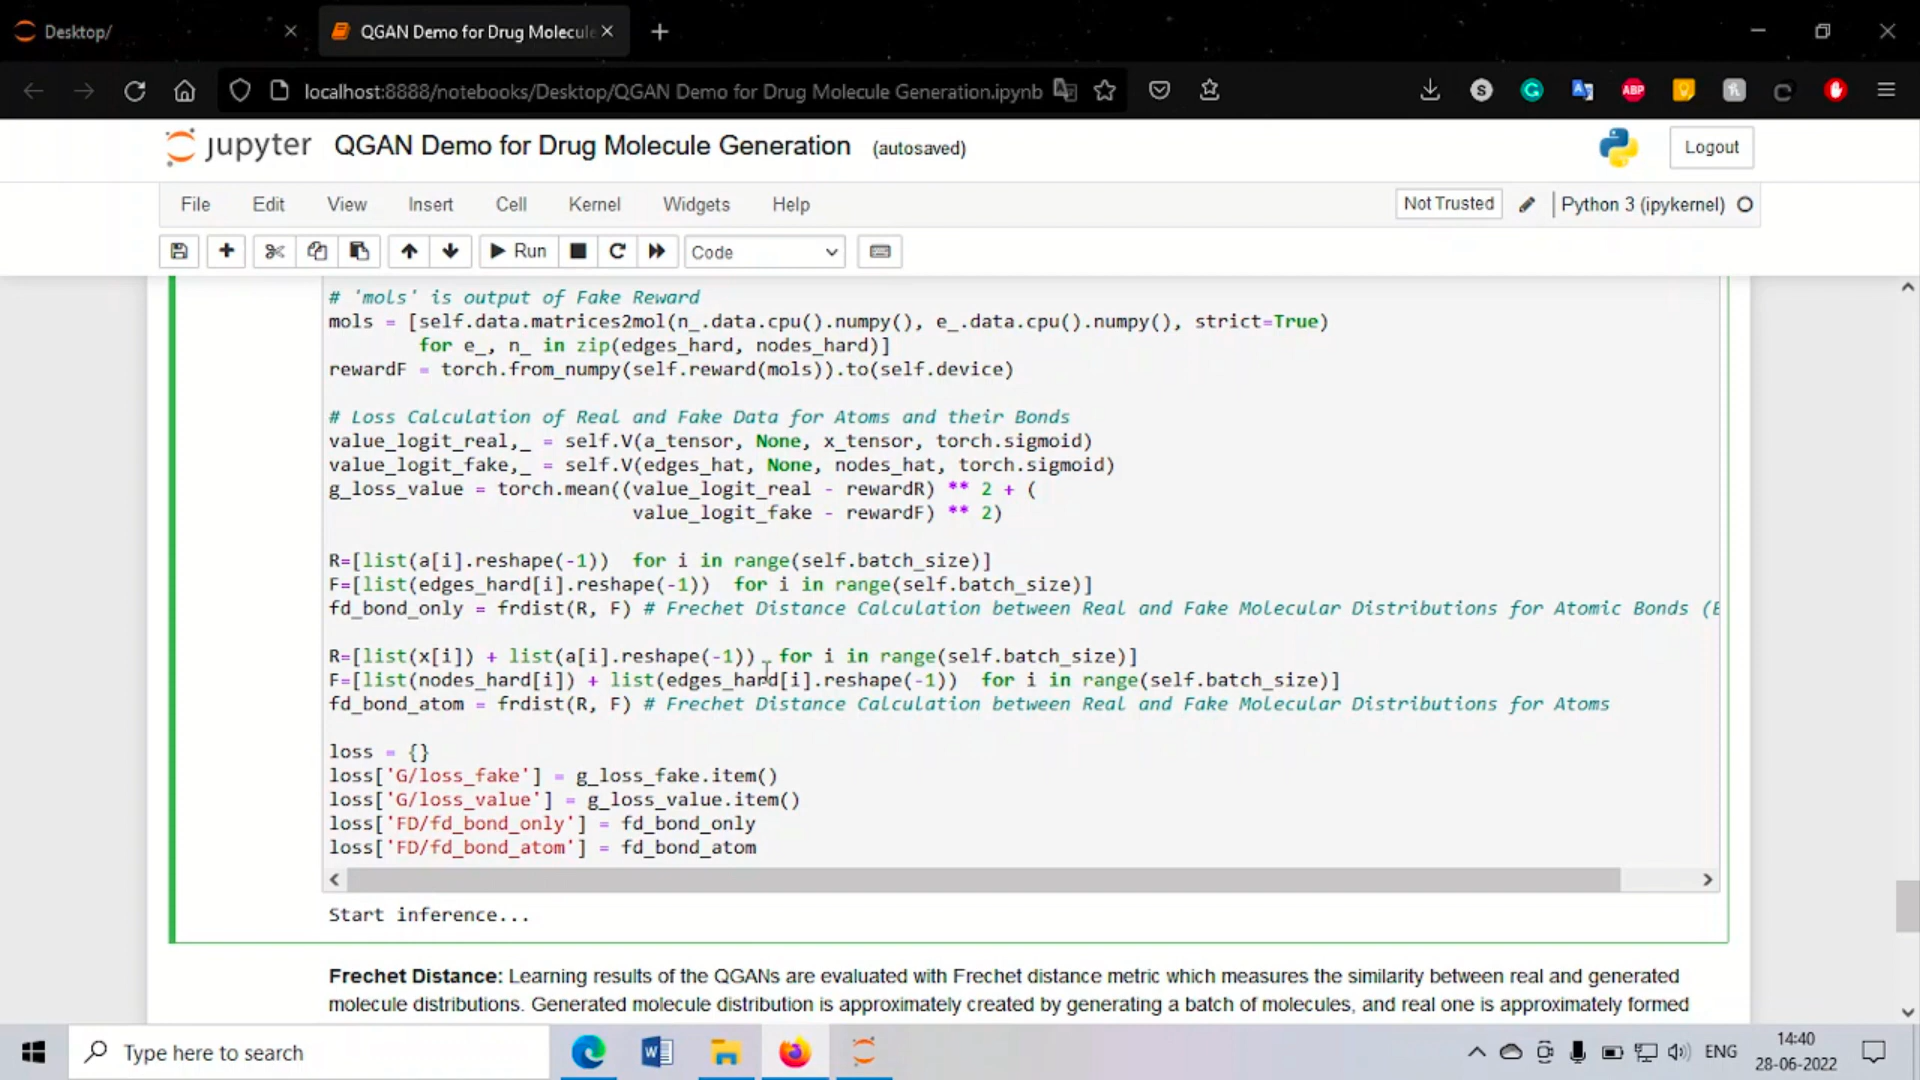 Desktop/
QGAN Demo for Drug Molecule
localhost:8888/notebooks/Desktop/QGAN Demo for Drug Molecule Generation.ipynb
S
G
ABP
jupyter QGAN Demo for Drug Molecule Generation (autosaved)
Logout
File Edit View Insert Cell Kernel Widgets Help
Not Trusted
Python 3 (ipykernel)
Run
Code
# 'mols' is output of Fake Reward
mols = [self.data.matrices2mol(n_.data.cpu().numpy(), e_.data.cpu().numpy(), strict=True)
for e_, n_ in zip(edges_hard, nodes_hard)]
rewardF = torch.from_numpy(self.reward(mols)).to(self.device)
# Loss Calculation of Real and Fake Data for Atoms and their Bonds
value_logit_real,_ = self.V(a_tensor, None, x_tensor, torch.sigmoid)
value_logit_fake,_ = self.V(edges_hat, None, nodes_hat, torch.sigmoid)
g_loss_value = torch.mean((value_logit_real - rewardR) ** 2 + (
value_logit_fake - rewardF) ** 2)
R=[list(a[i].reshape(-1))  for i in range(self.batch_size)]
F=[list(edges_hard[i].reshape(-1))  for i in range(self.batch_size)]
fd_bond_only = frdist(R, F) # Frechet Distance Calculation between Real and Fake Molecular Distributions for Atomic Bonds (E
R=[list(x[i]) + list(a[i].reshape(-1))  for i in range(self.batch_size)]
F=[list(nodes_hard[i]) + list(edges_hard[i].reshape(-1))  for i in range(self.batch_size)]
fd_bond_atom = frdist(R, F) # Frechet Distance Calculation between Real and Fake Molecular Distributions for Atoms
loss = {}
loss['G/loss_fake'] = g_loss_fake.item()
loss['G/loss_value'] = g_loss_value.item()
loss['FD/fd_bond_only'] = fd_bond_only
loss['FD/fd_bond_atom'] = fd_bond_atom
Start inference...
Frechet Distance: Learning results of the QGANs are evaluated with Frechet distance metric which measures the similarity between real and generated
molecule distributions. Generated molecule distribution is approximately created by generating a batch of molecules, and real one is approximately formed
Type here to search
ENG
14:40
28-06-2022